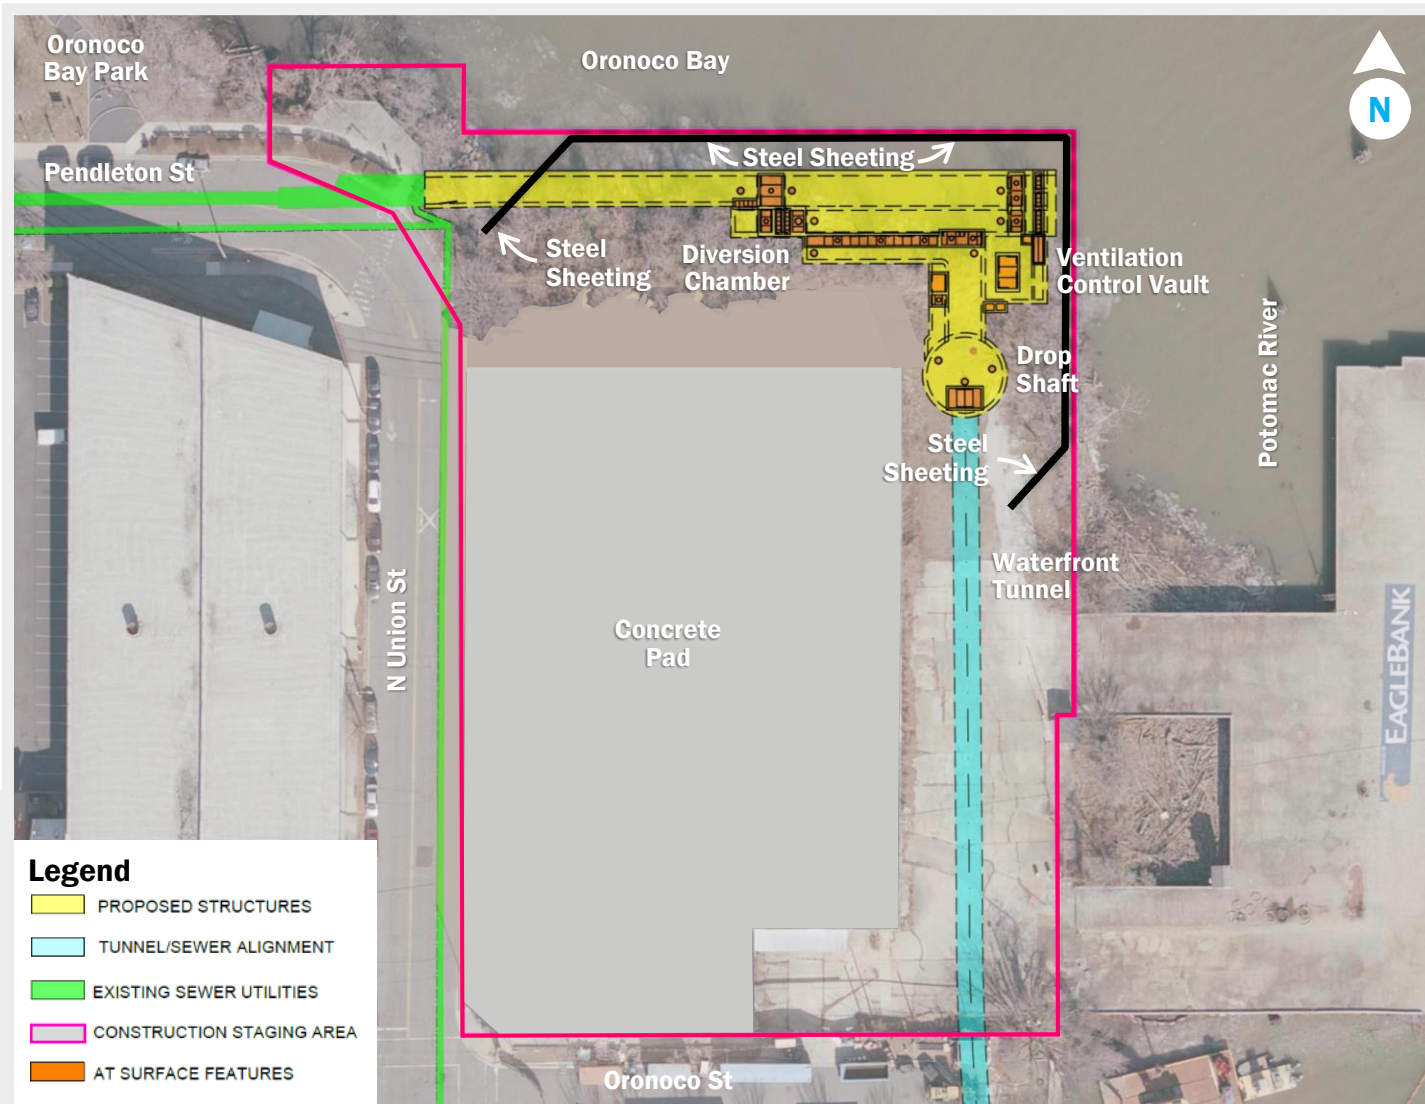 Oronoco
Bay Park
Oronoco Bay
N
Pendleton St
Steel Sheeting
Steel
Sheeting
Diversion
Chamber
Ventilation
Control Vault
Potomac River
Drop
Shaft
Steel
Sheeting
Waterfront
Tunnel
N Union St
Concrete
Pad
EAGLEBANK
Legend
PROPOSED STRUCTURES
TUNNEL/SEWER ALIGNMENT
EXISTING SEWER UTILITIES
CONSTRUCTION STAGING AREA
AT SURFACE FEATURES
Oronoco St